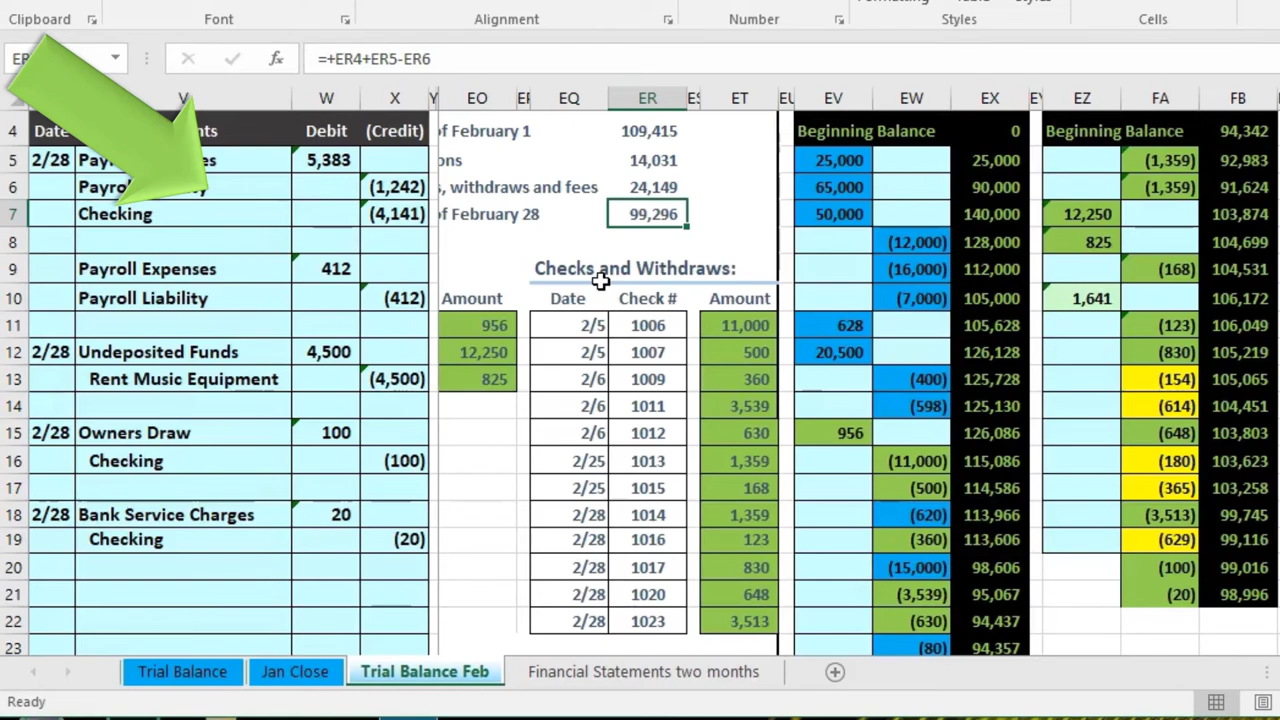 Clipboard Font Alignment Number Styles Cells
ER =+ER4+ER5-ER6
V W X Y EO EQ ER ES ET EU EV EW EX EY EZ FA FB
4 Date Debit (Credit) of February 1 109,415 Beginning Balance 0 Beginning Balance 94,342
5 2/28 5,383 ons 14,031 25,000 25,000 (1,359) 92,983
6 (1,242) s, withdraws and fees 24,149 65,000 90,000 (1,359) 91,624
7 Checking (4,141) of February 28 99,296 50,000 140,000 12,250 103,874
8 (12,000) 128,000 825 104,699
9 Payroll Expenses 412 Checks and Withdraws: (16,000) 112,000 (168) 104,531
10 Payroll Liability (412) Amount Date Check # Amount (7,000) 105,000 1,641 106,172
11 956 2/5 1006 11,000 628 105,628 (123) 106,049
12 2/28 Undeposited Funds 4,500 12,250 2/5 1007 500 20,500 126,128 (830) 105,219
13 Rent Music Equipment (4,500) 825 2/6 1009 360 (400) 125,728 (154) 105,065
14 2/6 1011 3,539 (598) 125,130 (614) 104,451
15 2/28 Owners Draw 100 2/6 1012 630 956 126,086 (648) 103,803
16 Checking (100) 2/25 1013 1,359 (11,000) 115,086 (180) 103,623
17 2/25 1015 168 (500) 114,586 (365) 103,258
18 2/28 Bank Service Charges 20 2/28 1014 1,359 (620) 113,966 (3,513) 99,745
19 Checking (20) 2/28 1016 123 (360) 113,606 (629) 99,116
20 2/28 1017 830 (15,000) 98,606 (100) 99,016
21 2/28 1020 648 (3,539) 95,067 (20) 98,996
22 2/28 1023 3,513 (630) 94,437
23 (80) 94,357
Trial Balance Jan Close Trial Balance Feb Financial Statements two months
Ready